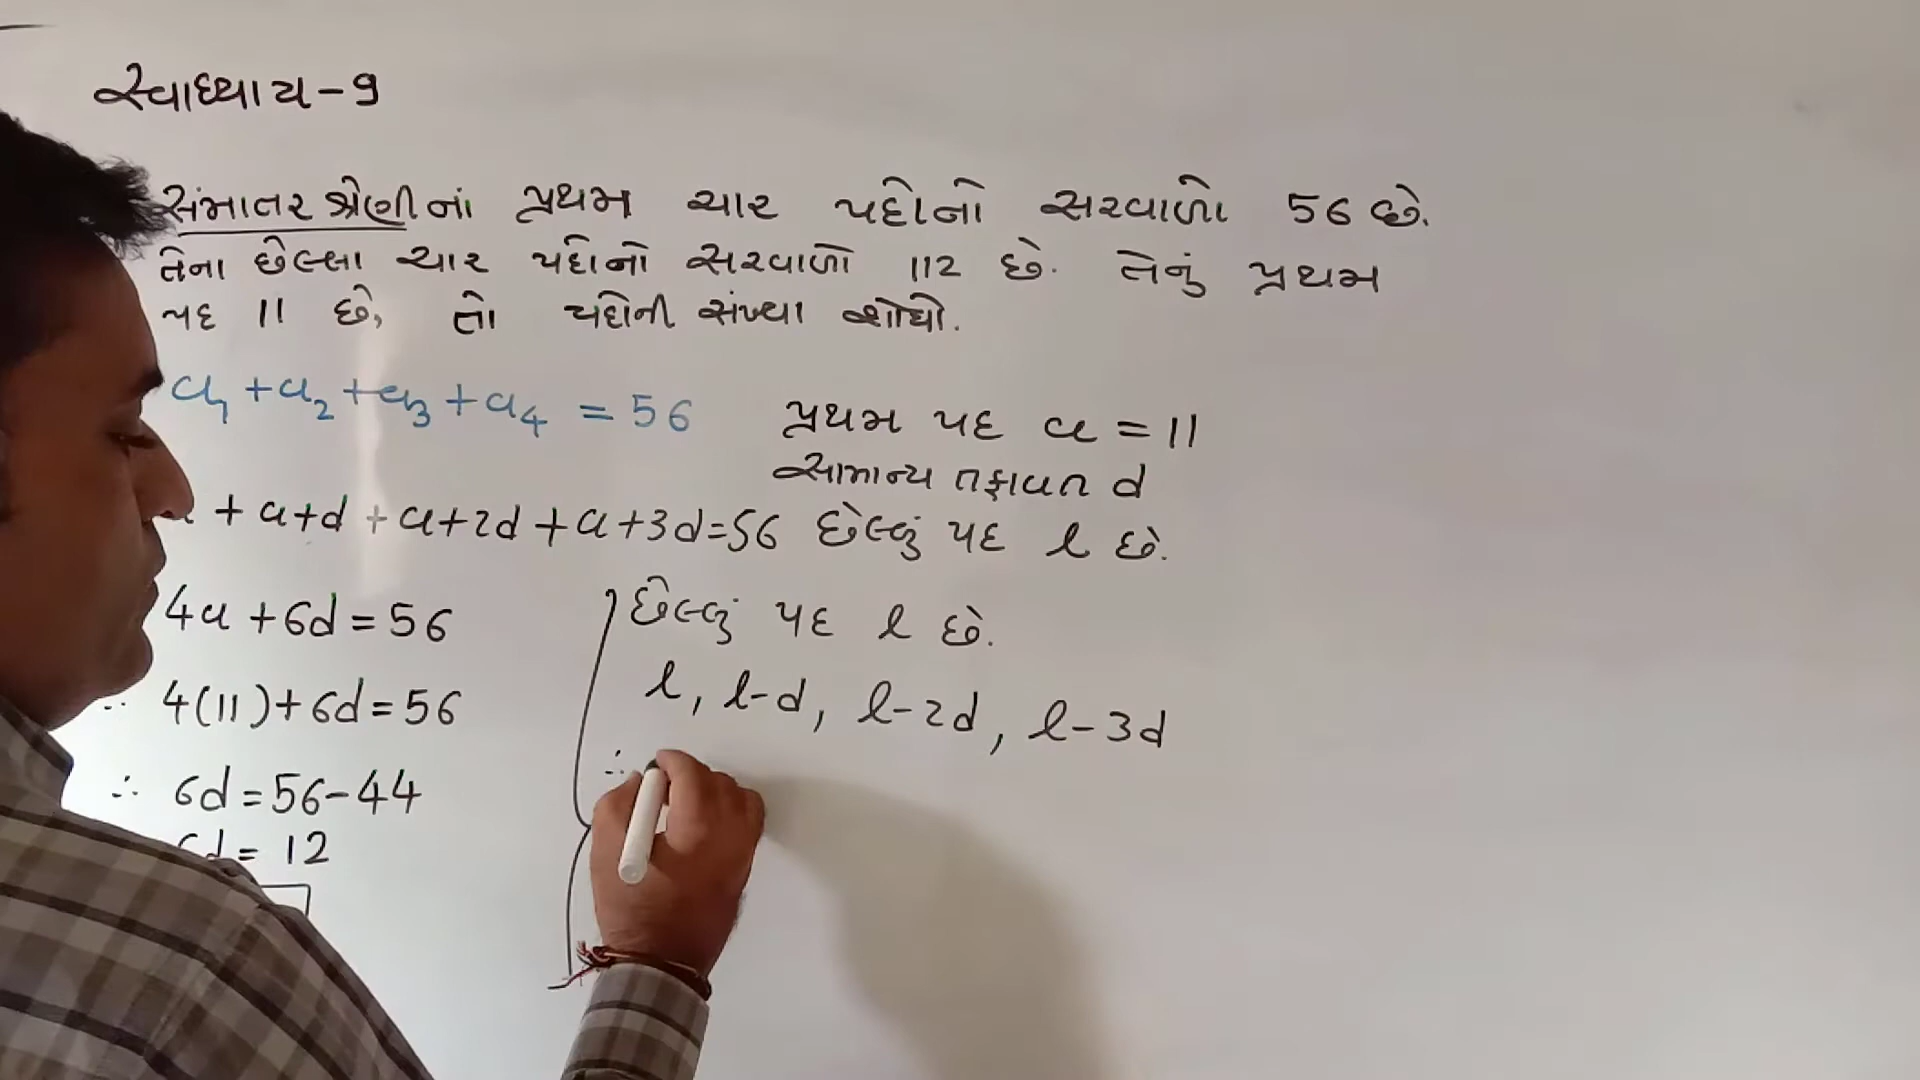 સ્વાધ્યાય-9
સંમાતર શ્રેણીનાં પ્રથમ ચાર પદોનો સરવાળો 56 છે.
તેના છેલ્લા ચાર પદોનો સરવાળો 112 છે. તેનું પ્રથમ
પદ 11 છે, તો પદોની સંખ્યા શોધો.
a₁ + a₂ + a₃ + a₄ = 56
પ્રથમ પદ a = 11
સામાન્ય તફાવત d
+ a+d + a+2d + a+3d=56 છેલ્લું પદ l છે.
4a + 6d = 56
∴ 4(11)+6d=56
∴ 6d=56-44
d= 12
છેલ્લું પદ l છે.
l, l-d, l-2d, l-3d
∴